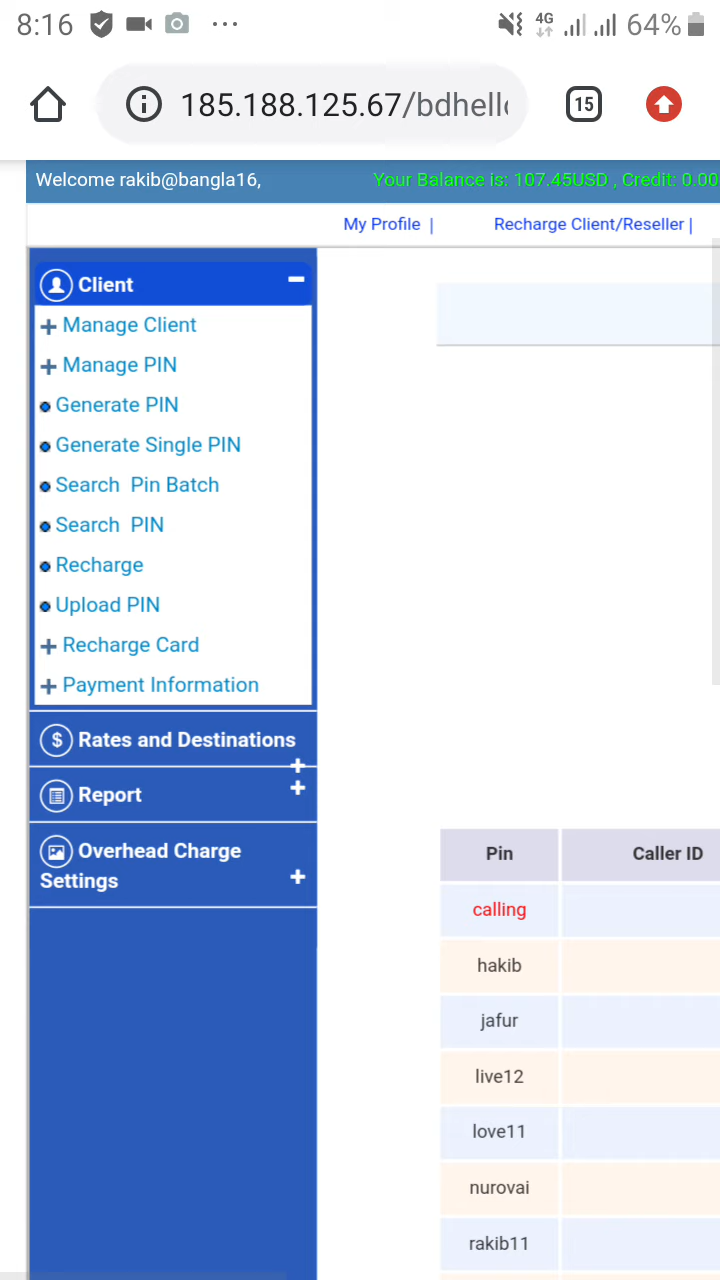 8:16 4G 64%
185.188.125.67/bdhell
15
Welcome rakib@bangla16, Your Balance is: 107.45USD , Credit: 0.00
My Profile | Recharge Client/Reseller |
Client
Manage Client
Manage PIN
Generate PIN
Generate Single PIN
Search Pin Batch
Search PIN
Recharge
Upload PIN
Recharge Card
Payment Information
$ Rates and Destinations
Report
Overhead Charge
Settings
Pin Caller ID
calling
hakib
jafur
live12
love11
nurovai
rakib11